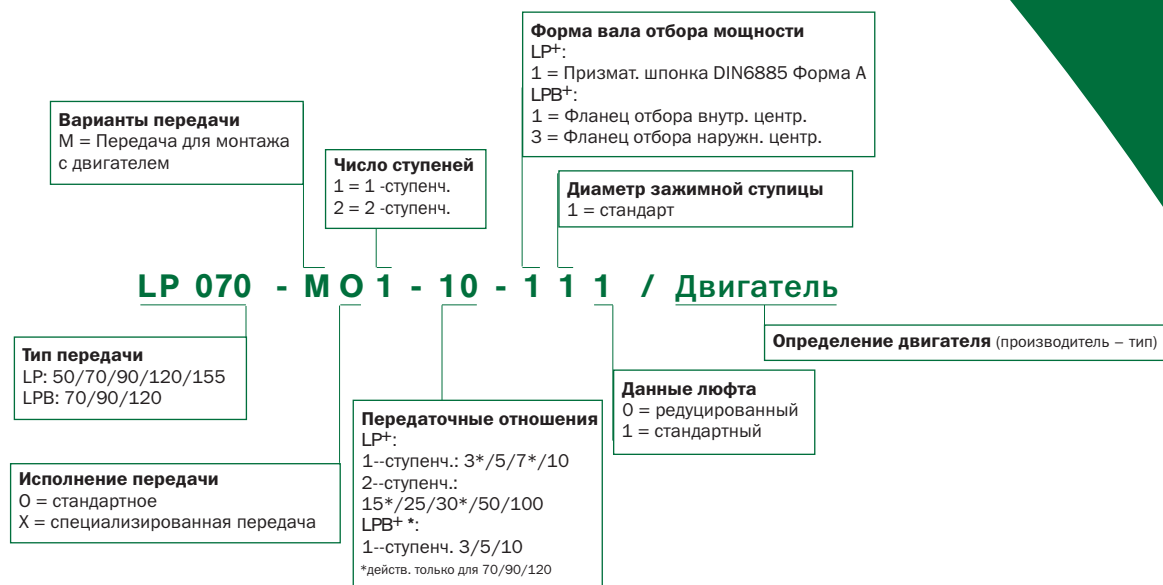 Форма вала отбора мощности
LP+:
1 = Призмат. шпонка DIN6885 Форма А
LPB+:
1 = Фланец отбора внутр. центр.
3 = Фланец отбора наружн. центр.
Варианты передачи
М = Передача для монтажа
с двигателем
Число ступеней
1 = 1 -ступенч.
2 = 2 -ступенч.
Диаметр зажимной ступицы
1 = стандарт
LP 070 - M O 1 - 10 - 1 1 1 / Двигатель
Определение двигателя (производитель – тип)
Тип передачи
LP: 50/70/90/120/155
LPB: 70/90/120
Данные люфта
0 = редуцированный
1 = стандартный
Передаточные отношения
LP+:
1--ступенч.: 3*/5/7*/10
2--ступенч.:
15*/25/30*/50/100
LPB+ *:
1--ступенч. 3/5/10
*действ. только для 70/90/120
Исполнение передачи
О = стандартное
Х = специализированная передача